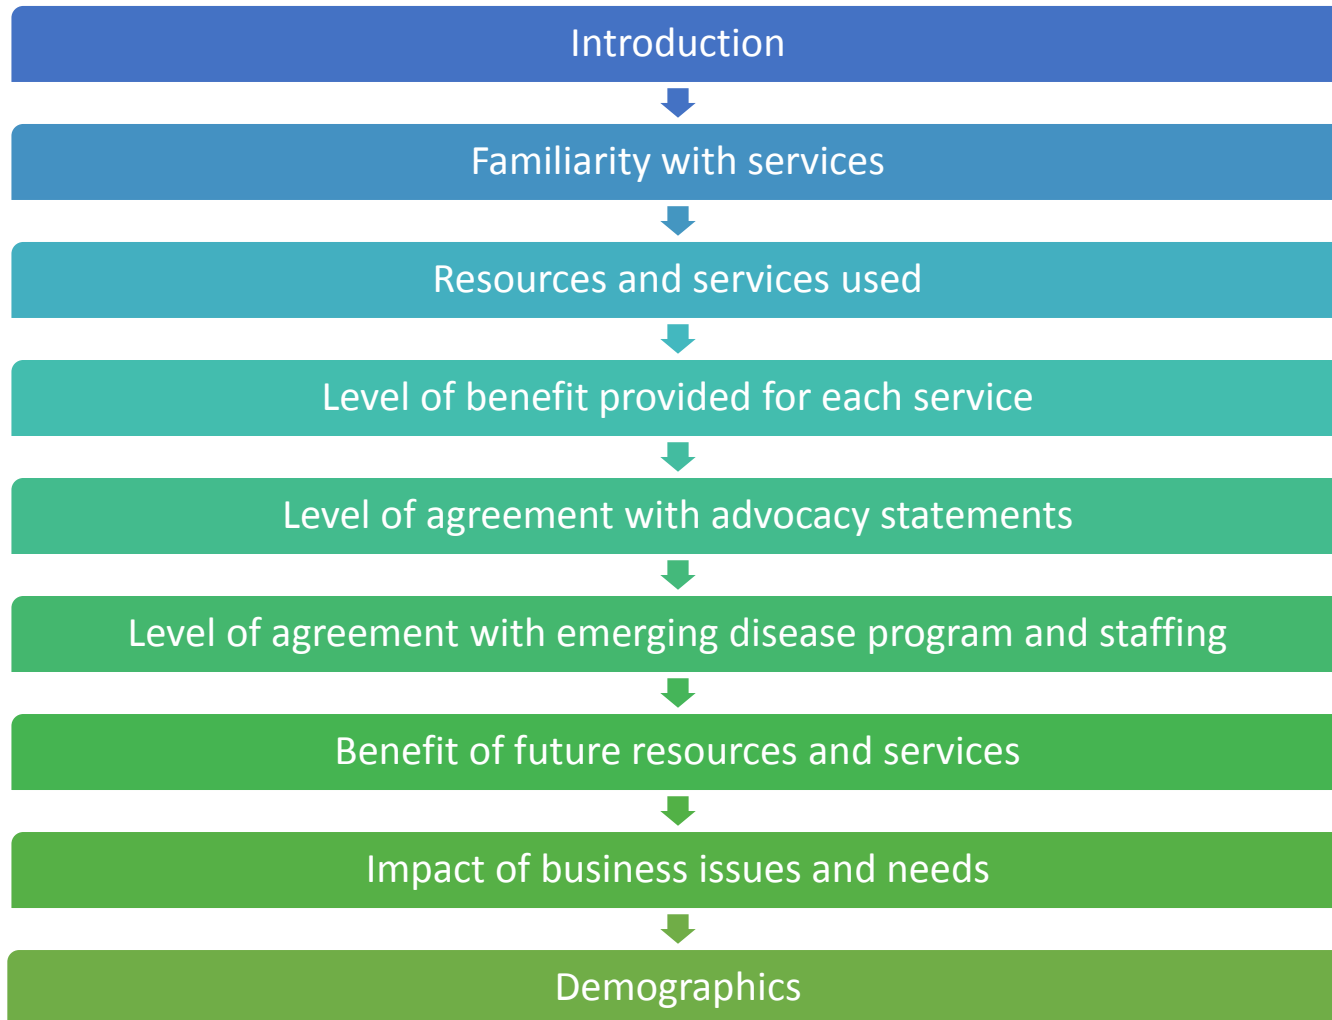 Introduction
Familiarity with services
Resources and services used
Level of benefit provided for each service
Level of agreement with advocacy statements
Level of agreement with emerging disease program and staffing
Benefit of future resources and services
Impact of business issues and needs
Demographics